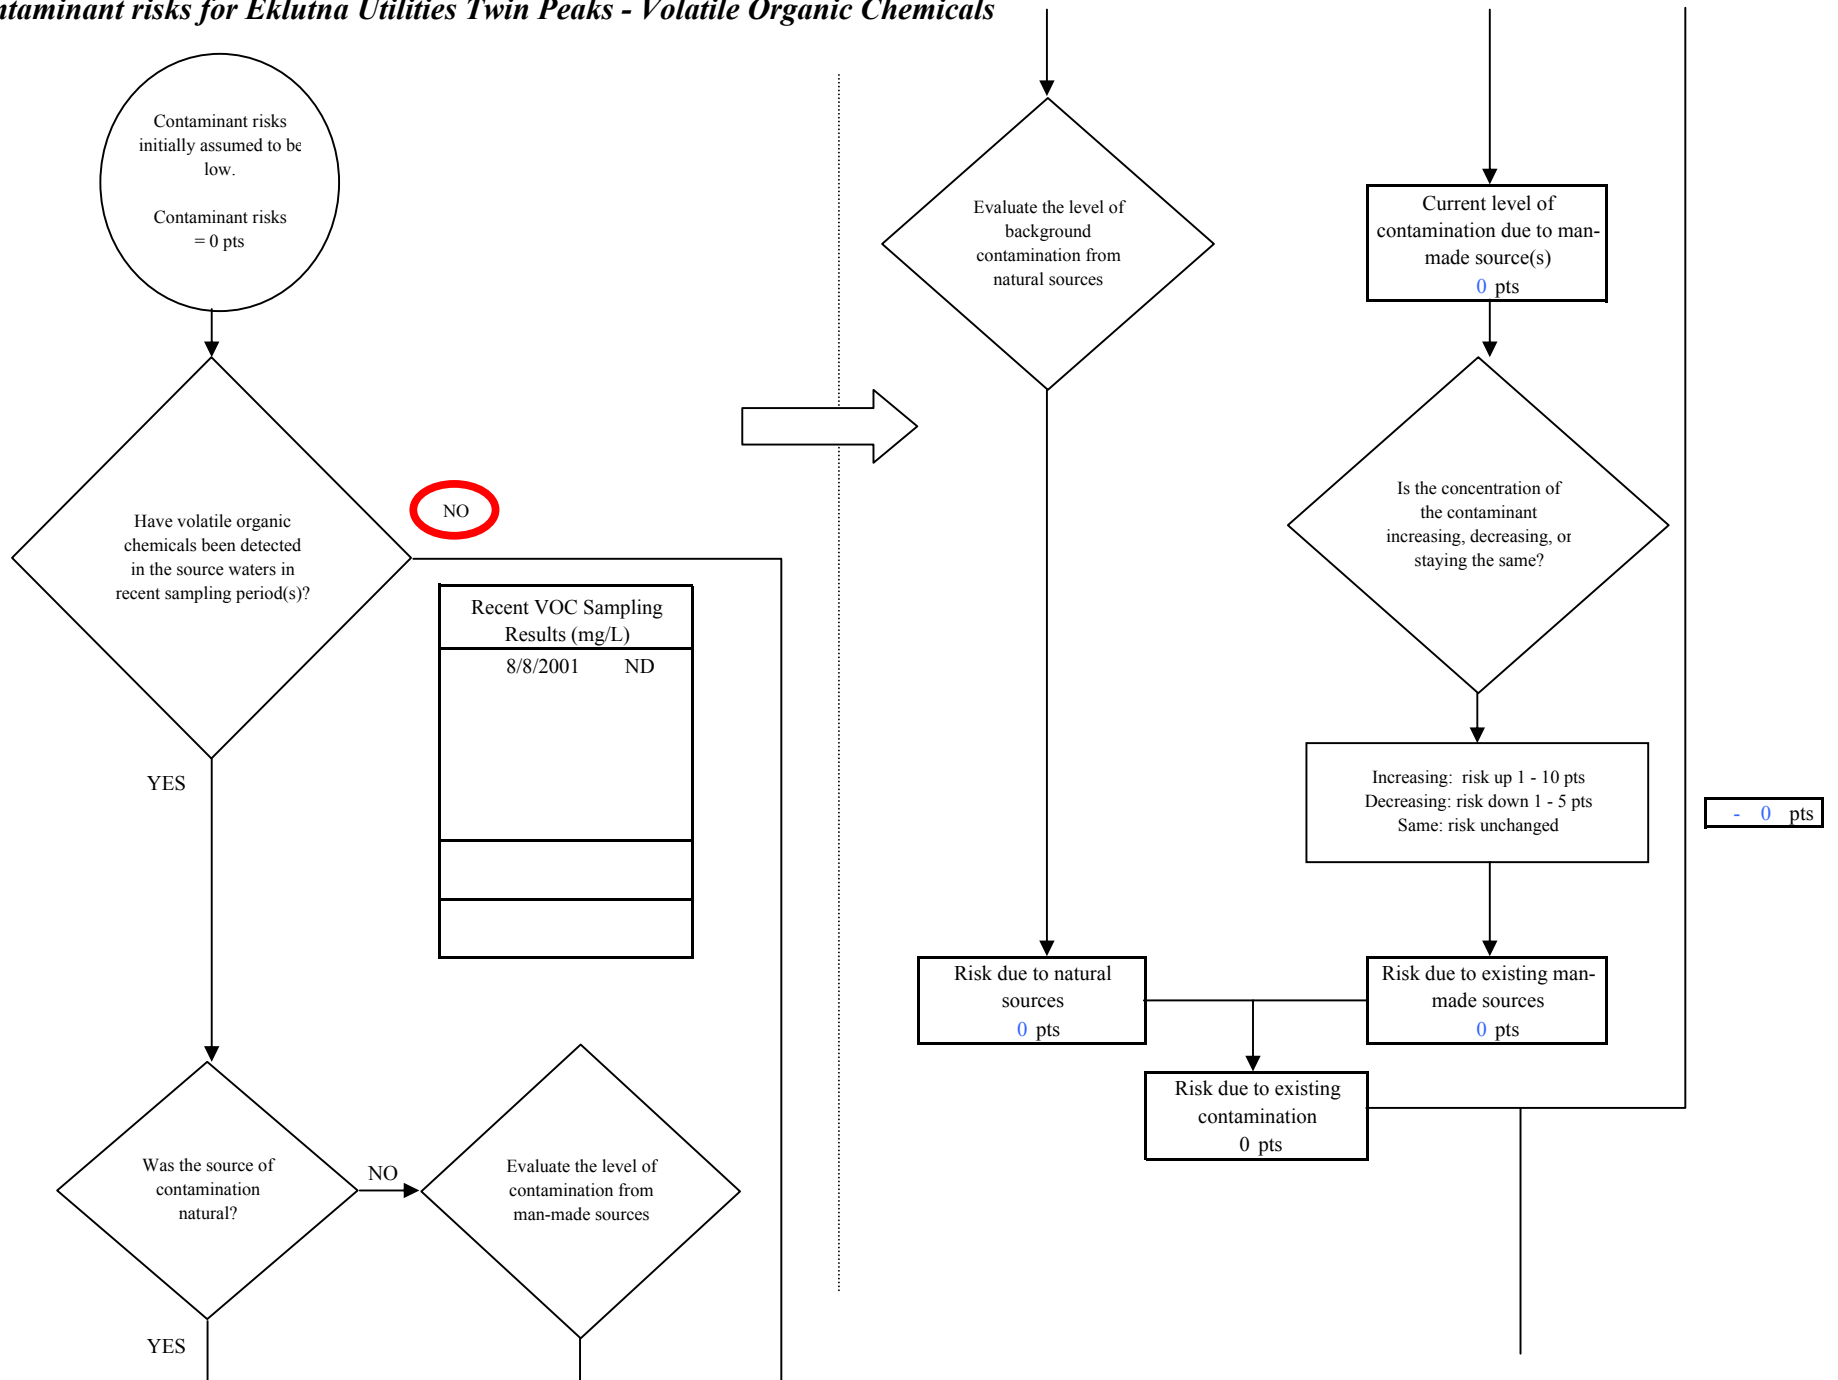 ntaminant risks for Eklutna Utilities Twin Peaks - Volatile Organic Chemicals
Contaminant risks
initially assumed to be
low.
Contaminant risks
= 0 pts
Have volatile organic
chemicals been detected
in the source waters in
recent sampling period(s)?
NO
Recent VOC Sampling
Results (mg/L)
8/8/2001 ND
YES
Was the source of
contamination
natural?
NO
Evaluate the level of
contamination from
man-made sources
YES
Evaluate the level of
background
contamination from
natural sources
Current level of
contamination due to man-
made source(s)
0 pts
Is the concentration of
the contaminant
increasing, decreasing, or
staying the same?
Increasing: risk up 1 - 10 pts
Decreasing: risk down 1 - 5 pts
Same: risk unchanged
- 0 pts
Risk due to natural
sources
0 pts
Risk due to existing man-
made sources
0 pts
Risk due to existing
contamination
0 pts